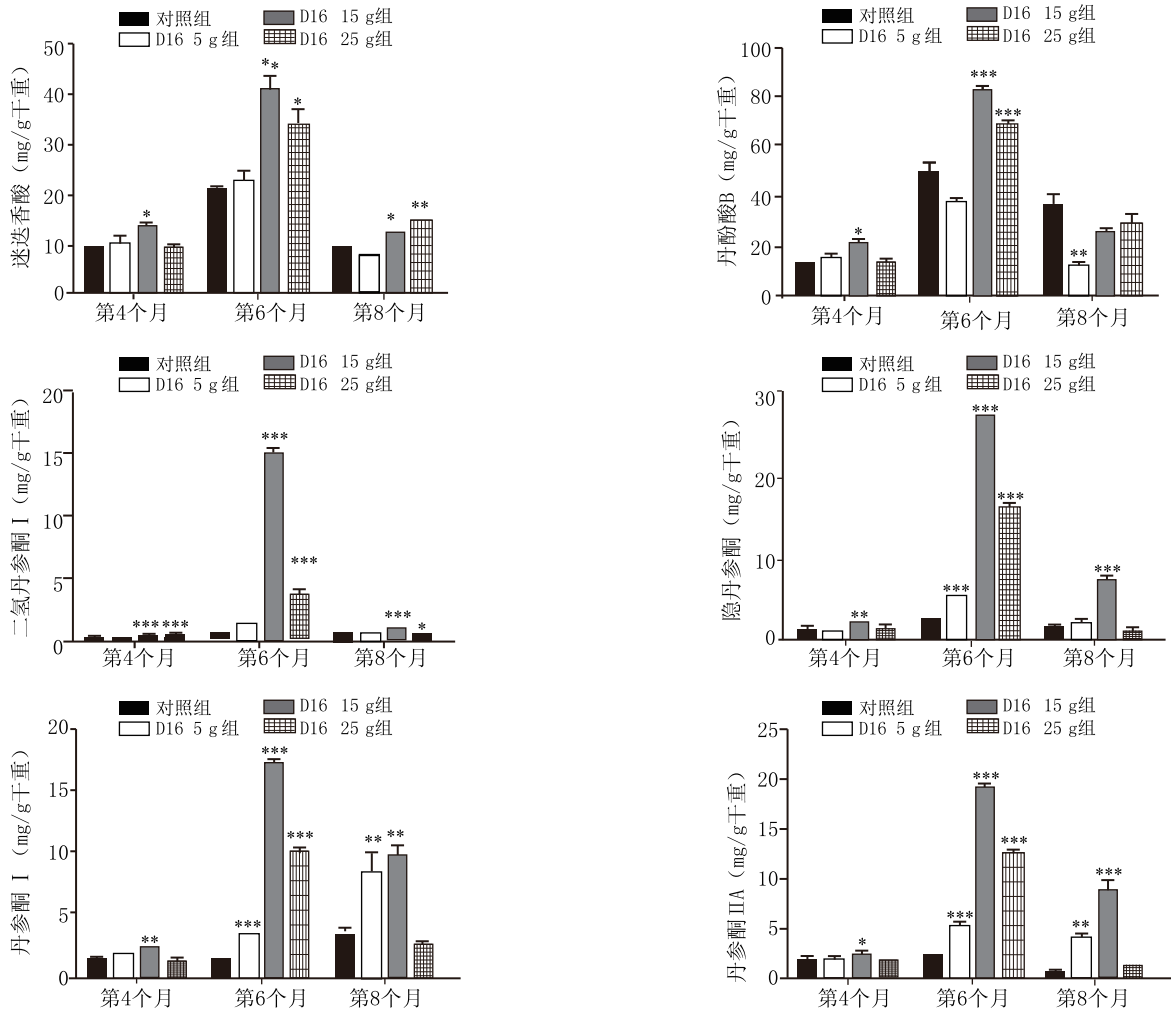 对照组
D16 5 g组
D16 15 g组
D16 25 g组
迷迭香酸（mg/g干重）
50
40
30
20
10
0
*
**
*
*
**
第4个月
第6个月
第8个月
对照组
D16 5 g组
D16 15 g组
D16 25 g组
丹酚酸B（mg/g干重）
100
80
60
40
20
0
*
***
***
**
第4个月
第6个月
第8个月
对照组
D16 5 g组
D16 15 g组
D16 25 g组
二氢丹参酮Ⅰ（mg/g干重）
20
15
10
5
0
***
***
***
***
***
*
第4个月
第6个月
第8个月
对照组
D16 5 g组
D16 15 g组
D16 25 g组
隐丹参酮（mg/g干重）
30
20
10
0
**
***
***
***
***
第4个月
第6个月
第8个月
对照组
D16 5 g组
D16 15 g组
D16 25 g组
丹参酮Ⅰ（mg/g干重）
20
15
10
5
0
**
***
***
***
**
**
第4个月
第6个月
第8个月
对照组
D16 5 g组
D16 15 g组
D16 25 g组
丹参酮IIA（mg/g干重）
25
20
15
10
5
0
*
***
***
***
**
***
第4个月
第6个月
第8个月